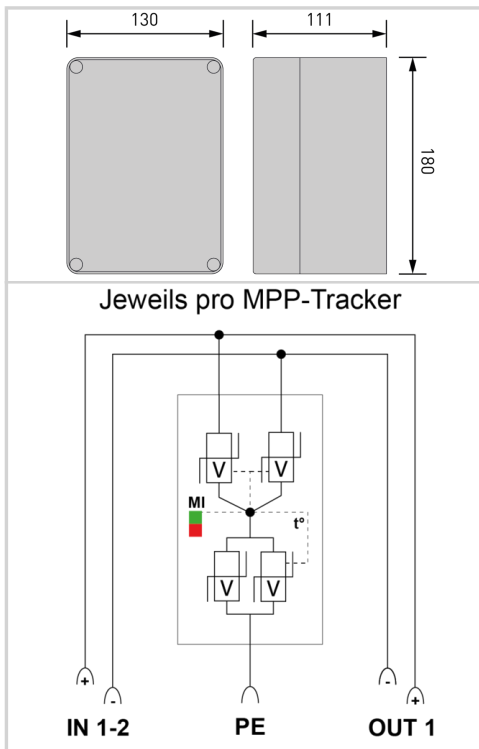 130
111
180
Jeweils pro MPP-Tracker
V V
MI
t°
V V
+ - - +
IN 1-2 PE OUT 1